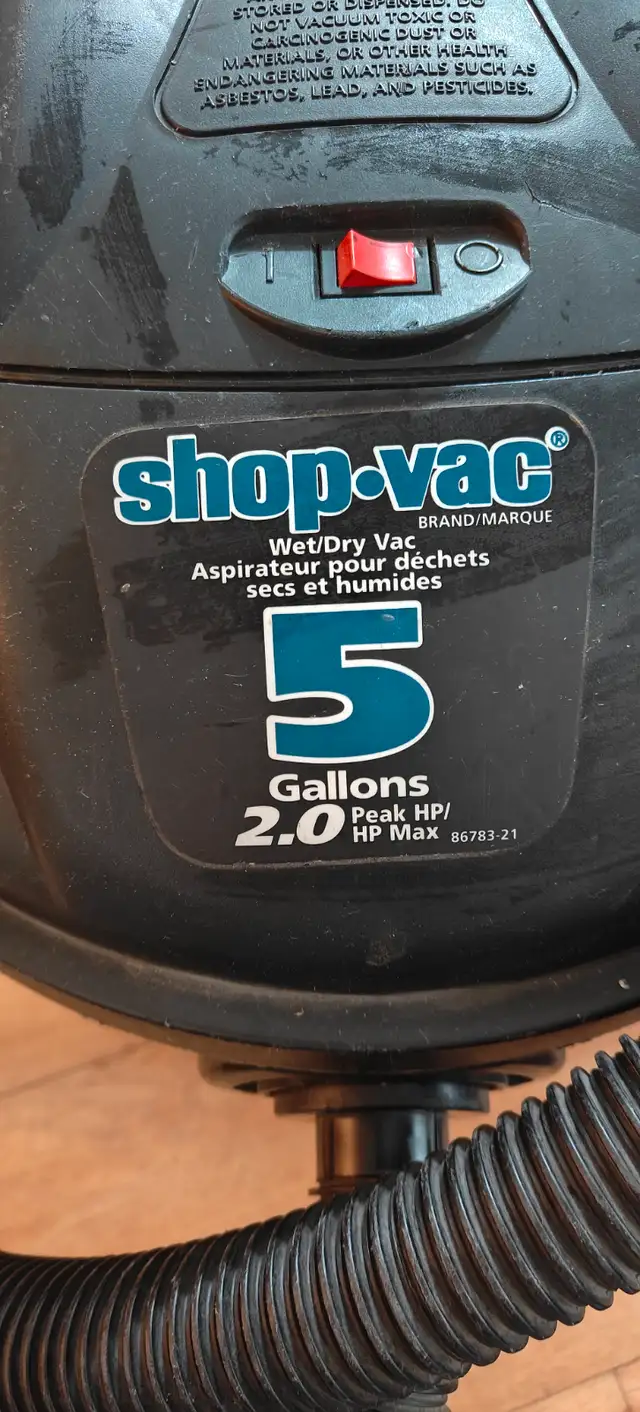 STORED OR DISPENSED. DO
NOT VACUUM TOXIC OR
CARCINOGENIC DUST OR
MATERIALS, OR OTHER HEALTH
ENDANGERING MATERIALS SUCH AS
ASBESTOS, LEAD, AND PESTICIDES.
I O
shop·vac®
BRAND/MARQUE
Wet/Dry Vac
Aspirateur pour déchets
secs et humides
5
Gallons
2.0 Peak HP/
HP Max 86783-21